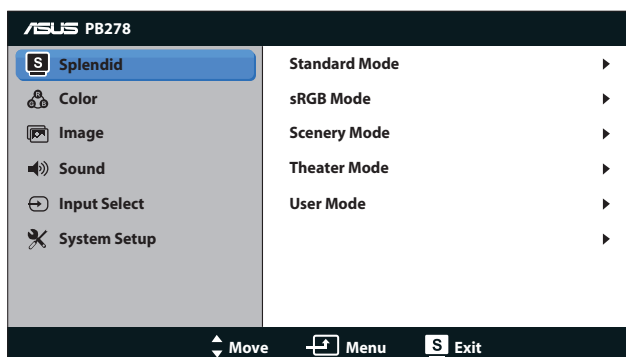 ASUS PB278
S Splendid
Color
Image
Sound
Input Select
System Setup
Standard Mode
sRGB Mode
Scenery Mode
Theater Mode
User Mode
Move Menu S Exit